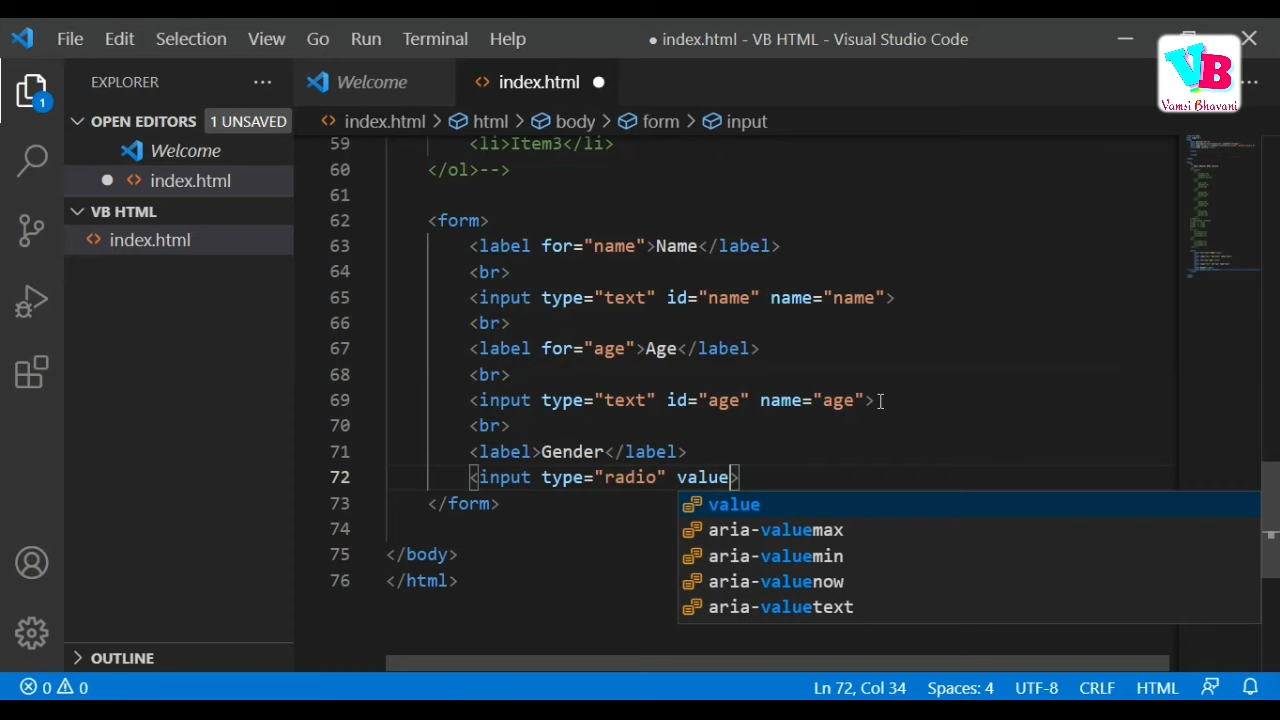 File Edit Selection View Go Run Terminal Help ● index.html - VB HTML - Visual Studio Code
VB
Vamsi Bhavani
EXPLORER
Welcome
index.html
OPEN EDITORS 1 UNSAVED
Welcome
index.html
VB HTML
index.html
OUTLINE
1
index.html > html > body > form > input
59 <li>Item3</li>
60 </ol>-->
61
62 <form>
63 <label for="name">Name</label>
64 <br>
65 <input type="text" id="name" name="name">
66 <br>
67 <label for="age">Age</label>
68 <br>
69 <input type="text" id="age" name="age">
70 <br>
71 <label>Gender</label>
72 <input type="radio" value>
73 </form>
74
75 </body>
76 </html>
value
aria-valuemax
aria-valuemin
aria-valuenow
aria-valuetext
0 0 Ln 72, Col 34 Spaces: 4 UTF-8 CRLF HTML